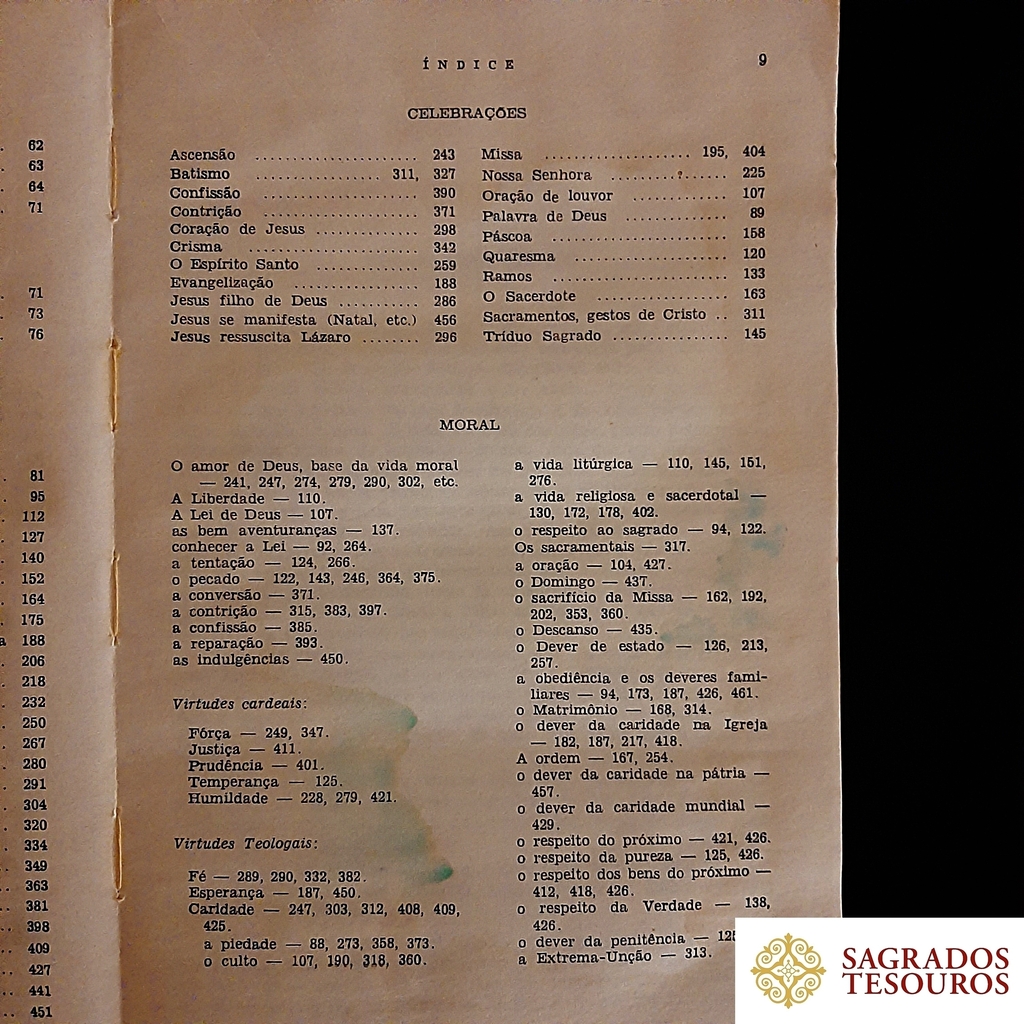 62
63
64
71
71
73
76
81
95
112
127
140
152
164
175
a 188
206
218
232
250
267
280
291
304
320
334
349
363
381
398
409
427
441
451
ÍNDICE 9
CELEBRAÇÕES
Ascensão ...................... 243
Batismo ................. 311, 327
Confissão ..................... 390
Contrição ..................... 371
Coração de Jesus .............. 298
Crisma ....................... 342
O Espírito Santo .............. 259
Evangelização ................. 188
Jesus filho de Deus ........... 286
Jesus se manifesta (Natal, etc.) 456
Jesus ressuscita Lázaro ........ 296
Missa .................... 195, 404
Nossa Senhora ................ 225
Oração de louvor ............. 107
Palavra de Deus .............. 89
Páscoa ........................ 158
Quaresma ..................... 120
Ramos ........................ 133
O Sacerdote .................. 163
Sacramentos, gestos de Cristo .. 311
Tríduo Sagrado ................ 145
MORAL
O amor de Deus, base da vida moral
— 241, 247, 274, 279, 290, 302, etc.
A Liberdade — 110.
A Lei de Deus — 107.
as bem aventuranças — 137.
conhecer a Lei — 92, 264.
a tentação — 124, 266.
o pecado — 122, 143, 246, 364, 375.
a conversão — 371.
a contrição — 315, 383, 397.
a confissão — 385.
a reparação — 393.
as indulgências — 450.
Virtudes cardeais:
Fôrça — 249, 347.
Justiça — 411.
Prudência — 401.
Temperança — 125.
Humildade — 228, 279, 421.
Virtudes Teologais:
Fé — 289, 290, 332, 382.
Esperança — 187, 450.
Caridade — 247, 303, 312, 408, 409,
425.
a piedade — 88, 273, 358, 373.
o culto — 107, 190, 318, 360.
a vida litúrgica — 110, 145, 151,
276.
a vida religiosa e sacerdotal —
130, 172, 178, 402.
o respeito ao sagrado — 94, 122.
Os sacramentais — 317.
a oração — 104, 427.
o Domingo — 437.
o sacrifício da Missa — 162, 192,
202, 353, 360.
o Descanso — 435.
o Dever de estado — 126, 213,
257.
a obediência e os deveres fami-
liares — 94, 173, 187, 426, 461.
o Matrimônio — 168, 314.
o dever da caridade na Igreja
— 182, 187, 217, 418.
A ordem — 167, 254.
o dever da caridade na pátria —
457.
o dever da caridade mundial —
429.
o respeito do próximo — 421, 426.
o respeito da pureza — 125, 426.
o respeito dos bens do próximo —
412, 418, 426.
o respeito da Verdade — 138,
426.
o dever da penitência —
a Extrema-Unção — 313.
SAGRADOS
TESOUROS